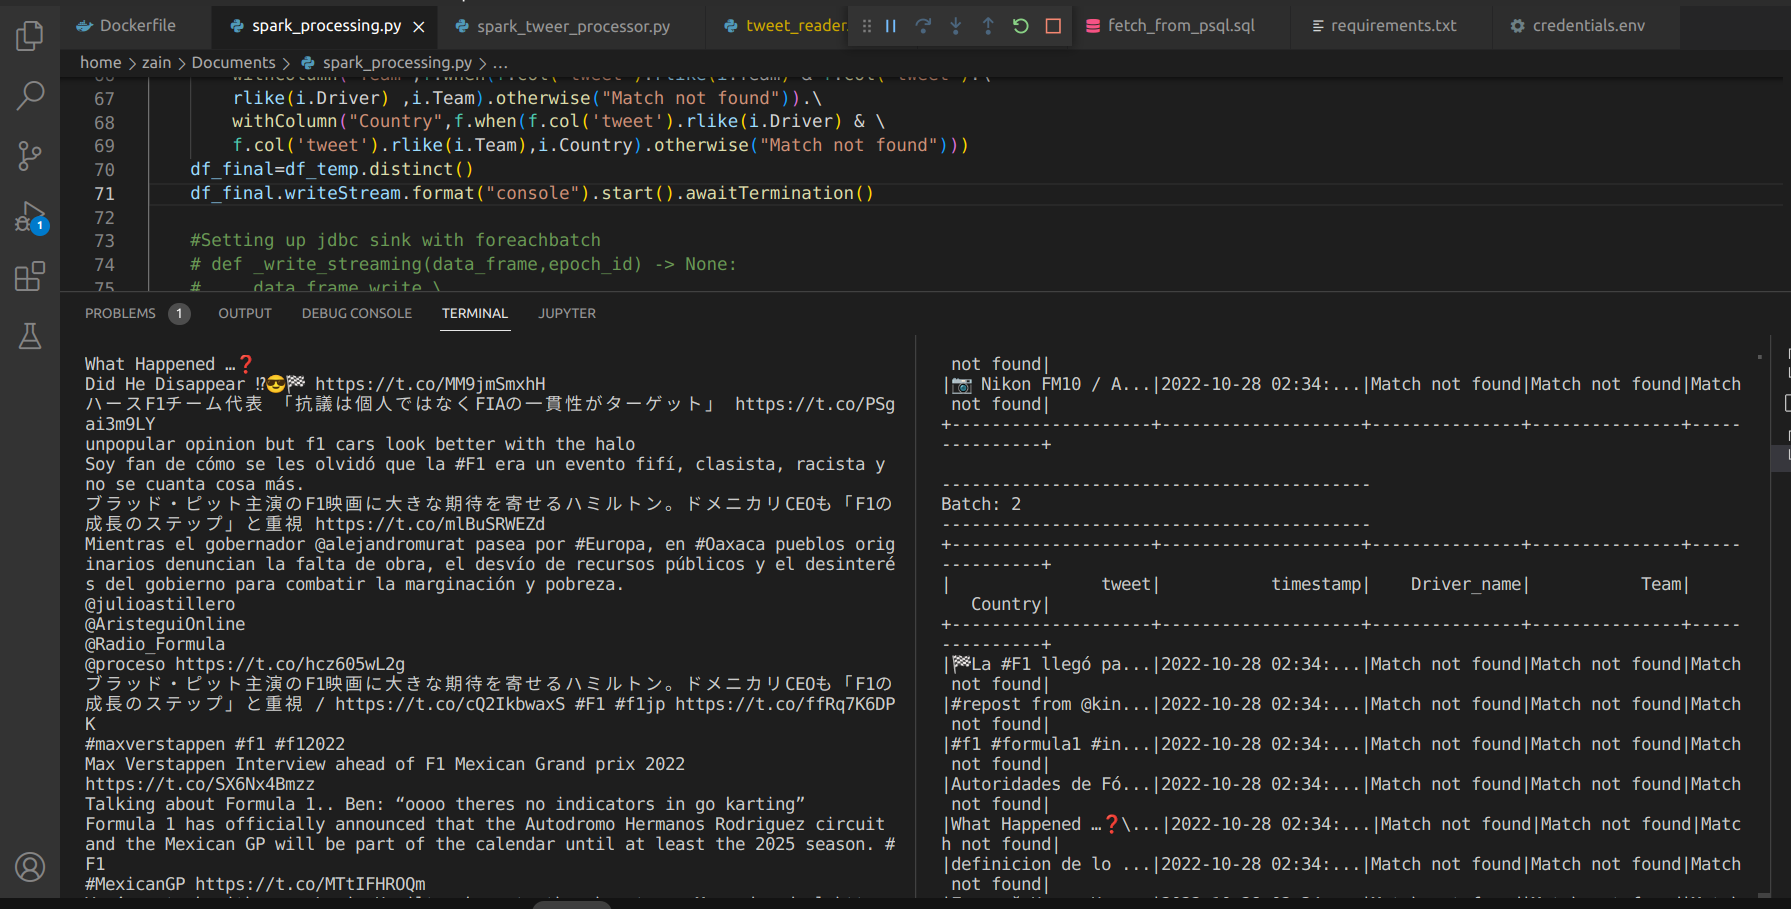 Dockerfile
spark_processing.py
spark_tweer_processor.py
tweet_reader.
fetch_from_psql.sql
requirements.txt
credentials.env
home > zain > Documents > spark_processing.py > ...
67 rlike(i.Driver) ,i.Team).otherwise("Match not found")).\
68 withColumn("Country",f.when(f.col('tweet').rlike(i.Driver) & \
69 f.col('tweet').rlike(i.Team),i.Country).otherwise("Match not found")))
70 df_final=df_temp.distinct()
71 df_final.writeStream.format("console").start().awaitTermination()
72
73 #Setting up jdbc sink with foreachbatch
74 # def _write_streaming(data_frame,epoch_id) -> None:
75 # data_frame.write \
1
PROBLEMS 1 OUTPUT DEBUG CONSOLE TERMINAL JUPYTER
What Happened …❓
Did He Disappear ⁉😎🏁 https://t.co/MM9jmSmxhH
ハースF1チーム代表 「抗議は個人ではなくFIAの一貫性がターゲット」 https://t.co/PSg
ai3m9LY
unpopular opinion but f1 cars look better with the halo
Soy fan de cómo se les olvidó que la #F1 era un evento fifí, clasista, racista y
no se cuanta cosa más.
ブラッド・ピット主演のF1映画に大きな期待を寄せるハミルトン。ドメニカリCEOも「F1の
成長のステップ」と重視 https://t.co/mlBuSRWEZd
Mientras el gobernador @alejandromurat pasea por #Europa, en #Oaxaca pueblos orig
inarios denuncian la falta de obra, el desvío de recursos públicos y el desinteré
s del gobierno para combatir la marginación y pobreza.
@julioastillero
@AristeguiOnline
@Radio_Formula
@proceso https://t.co/hcz605wL2g
ブラッド・ピット主演のF1映画に大きな期待を寄せるハミルトン。ドメニカリCEOも「F1の
成長のステップ」と重視 / https://t.co/cQ2IkbwaxS #F1 #f1jp https://t.co/ffRq7K6DP
K
#maxverstappen #f1 #f12022
Max Verstappen Interview ahead of F1 Mexican Grand prix 2022
https://t.co/SX6Nx4Bmzz
Talking about Formula 1.. Ben: “oooo theres no indicators in go karting”
Formula 1 has officially announced that the Autodromo Hermanos Rodriguez circuit
and the Mexican GP will be part of the calendar until at least the 2025 season. #
F1
#MexicanGP https://t.co/MTtIFHROQm
not found|
|📷 Nikon FM10 / A...|2022-10-28 02:34:...|Match not found|Match not found|Match
not found|
+--------------------+--------------------+---------------+---------------+-----
----------+

-------------------------------------------
Batch: 2
-------------------------------------------
+--------------------+--------------------+---------------+---------------+-----
----------+
| tweet| timestamp| Driver_name| Team|
Country|
+--------------------+--------------------+---------------+---------------+-----
----------+
|🏁La #F1 llegó pa...|2022-10-28 02:34:...|Match not found|Match not found|Match
not found|
|#repost from @kin...|2022-10-28 02:34:...|Match not found|Match not found|Match
not found|
|#f1 #formula1 #in...|2022-10-28 02:34:...|Match not found|Match not found|Match
not found|
|Autoridades de Fó...|2022-10-28 02:34:...|Match not found|Match not found|Match
not found|
|What Happened …❓\...|2022-10-28 02:34:...|Match not found|Match not found|Matc
h not found|
|definicion de lo ...|2022-10-28 02:34:...|Match not found|Match not found|Match
not found|